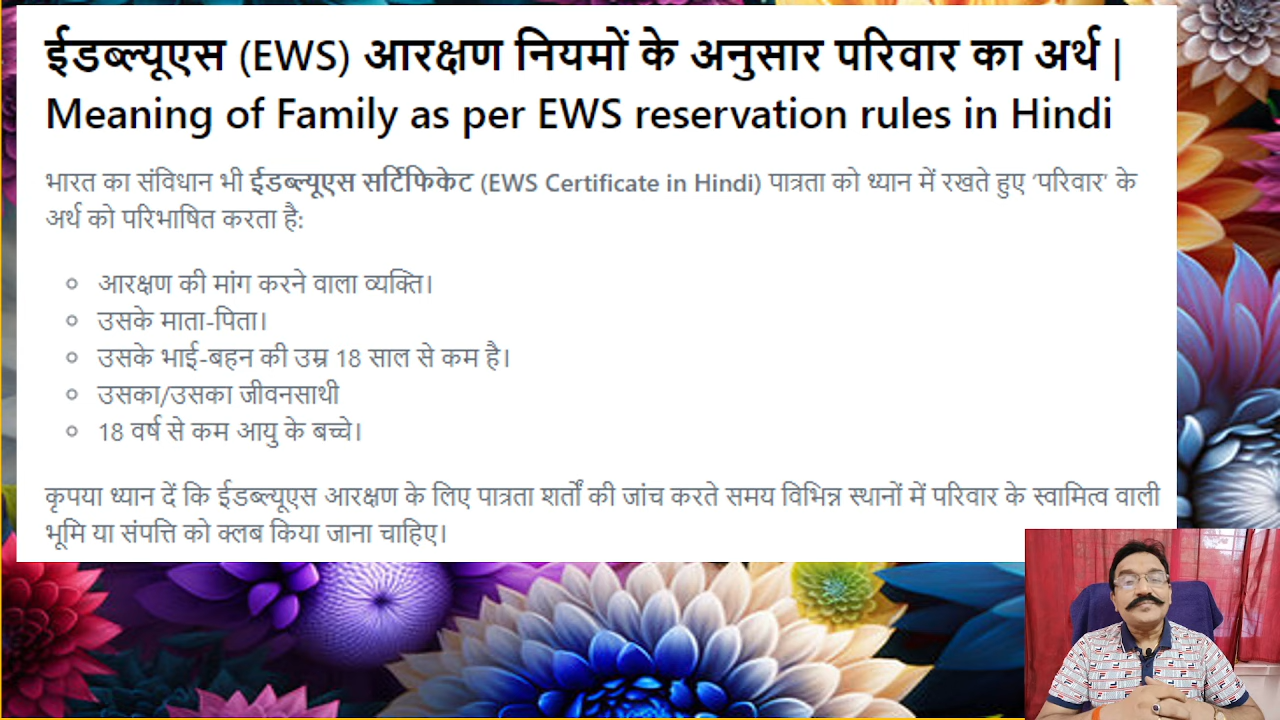 ईडब्ल्यूएस (EWS) आरक्षण नियमों के अनुसार परिवार का अर्थ |
Meaning of Family as per EWS reservation rules in Hindi
भारत का संविधान भी ईडब्ल्यूएस सर्टिफिकेट (EWS Certificate in Hindi) पात्रता को ध्यान में रखते हुए ‘परिवार’ के
अर्थ को परिभाषित करता है:
आरक्षण की मांग करने वाला व्यक्ति।
उसके माता-पिता।
उसके भाई-बहन की उम्र 18 साल से कम है।
उसका/उसका जीवनसाथी
18 वर्ष से कम आयु के बच्चे।
कृपया ध्यान दें कि ईडब्ल्यूएस आरक्षण के लिए पात्रता शर्तों की जांच करते समय विभिन्न स्थानों में परिवार के स्वामित्व वाली
भूमि या संपत्ति को क्लब किया जाना चाहिए।